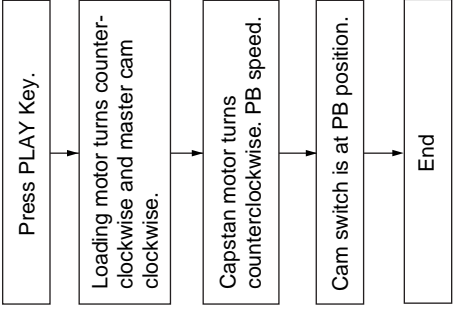 Press PLAY Key.
Loading motor turns counter-
clockwise and master cam
clockwise.
Capstan motor turns
counterclockwise. PB speed.
Cam switch is at PB position.
End